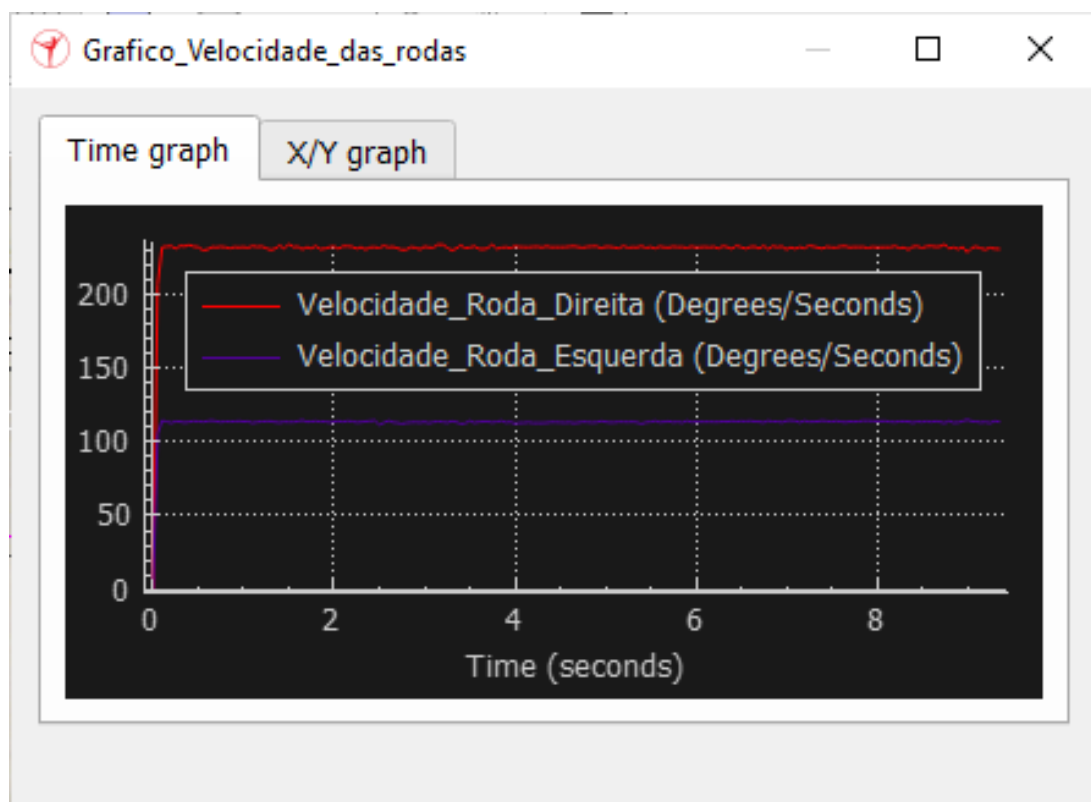 Grafico_Velocidade_das_rodas
Time graph
X/Y graph
200
150
100
50
0
Velocidade_Roda_Direita (Degrees/Seconds)
Velocidade_Roda_Esquerda (Degrees/Seconds)
0 2 4 6 8
Time (seconds)